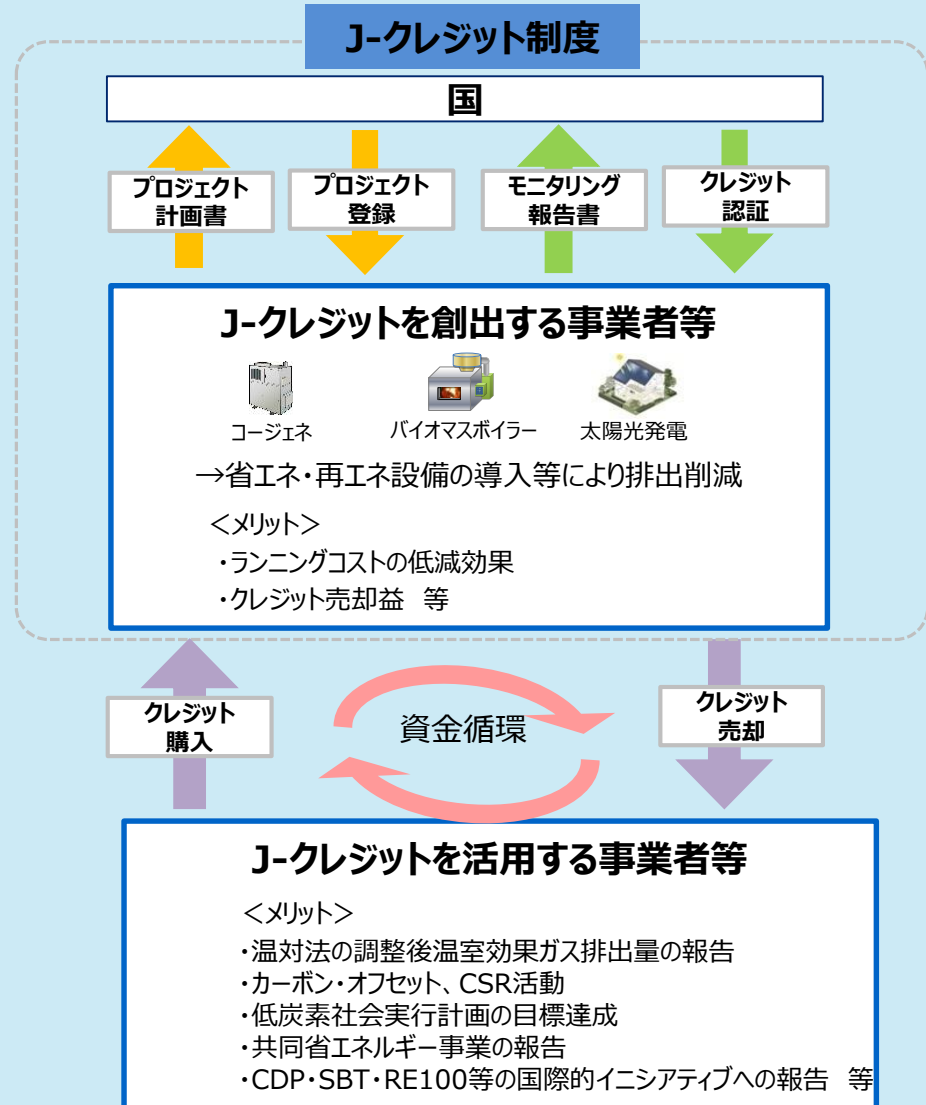 J-クレジット制度
国
プロジェクト
計画書
プロジェクト
登録
モニタリング
報告書
クレジット
認証
J-クレジットを創出する事業者等
コージェネ
バイオマスボイラー
太陽光発電
→省エネ・再エネ設備の導入等により排出削減
＜メリット＞
・ランニングコストの低減効果
・クレジット売却益　等
クレジット
購入
資金循環
クレジット
売却
J-クレジットを活用する事業者等
＜メリット＞
・温対法の調整後温室効果ガス排出量の報告
・カーボン・オフセット、CSR活動
・低炭素社会実行計画の目標達成
・共同省エネルギー事業の報告
・CDP・SBT・RE100等の国際的イニシアティブへの報告　等